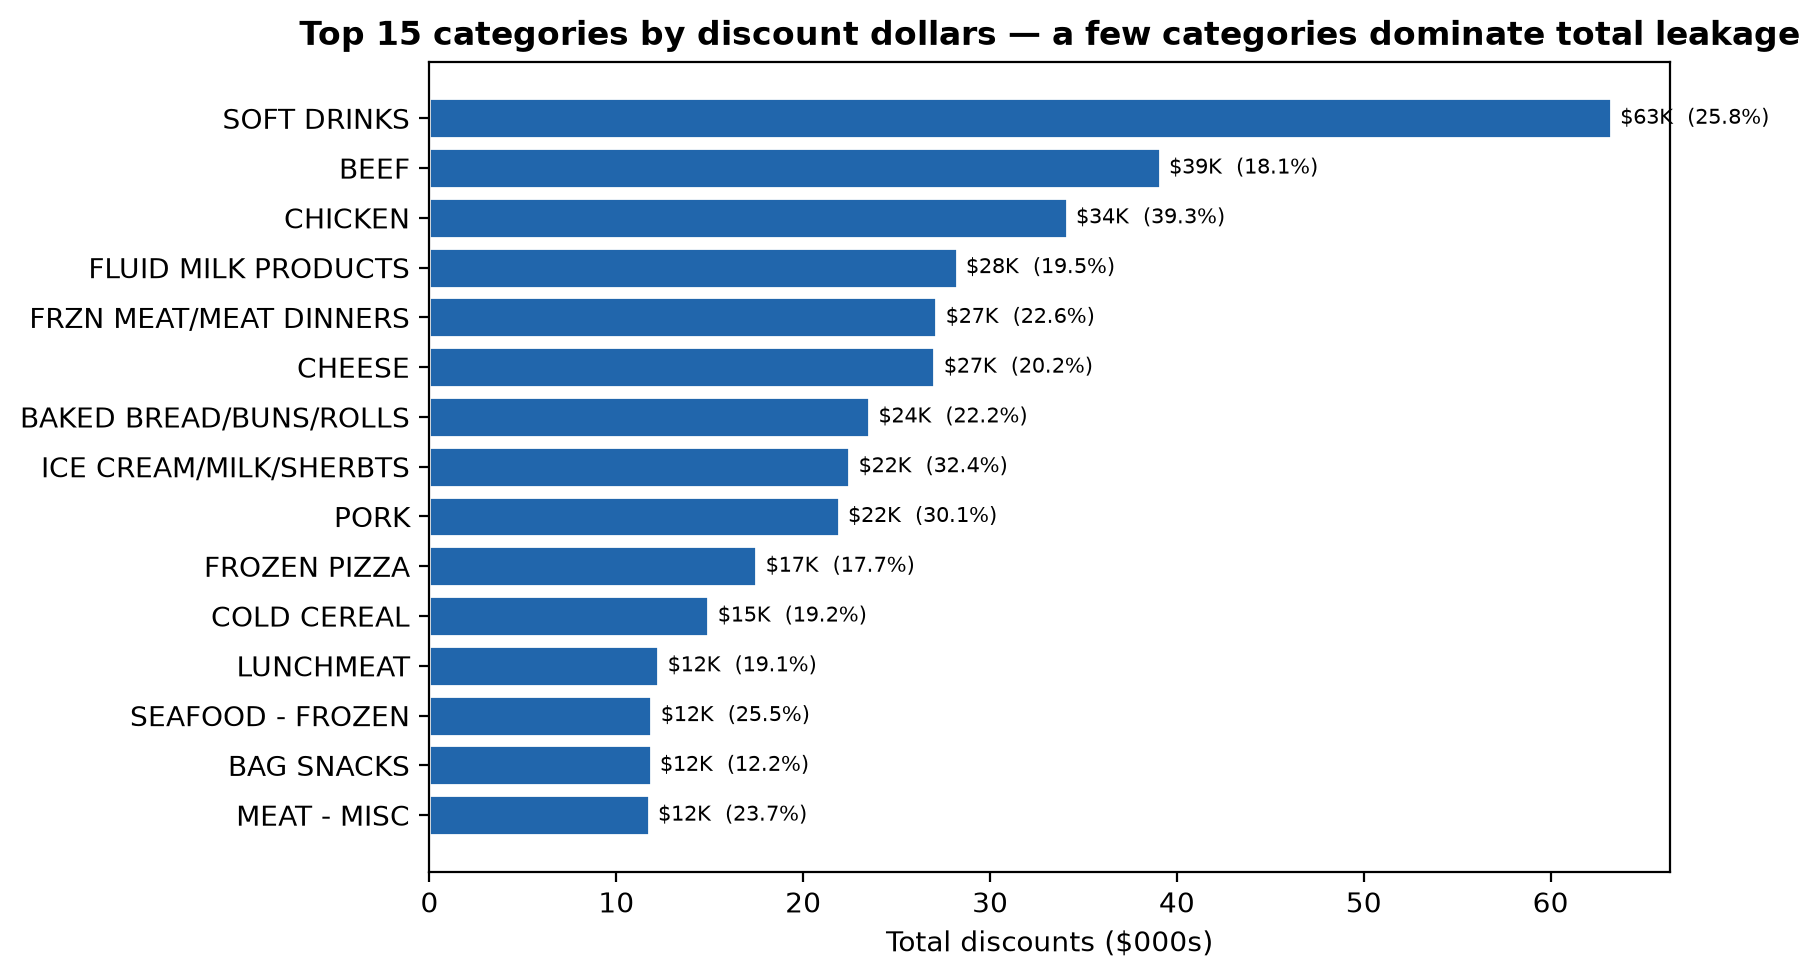 Top 15 categories by discount dollars — a few categories dominate total leakage
SOFT DRINKS $63K (25.8%)
BEEF $39K (18.1%)
CHICKEN $34K (39.3%)
FLUID MILK PRODUCTS $28K (19.5%)
FRZN MEAT/MEAT DINNERS $27K (22.6%)
CHEESE $27K (20.2%)
BAKED BREAD/BUNS/ROLLS $24K (22.2%)
ICE CREAM/MILK/SHERBTS $22K (32.4%)
PORK $22K (30.1%)
FROZEN PIZZA $17K (17.7%)
COLD CEREAL $15K (19.2%)
LUNCHMEAT $12K (19.1%)
SEAFOOD - FROZEN $12K (25.5%)
BAG SNACKS $12K (12.2%)
MEAT - MISC $12K (23.7%)
0 10 20 30 40 50 60
Total discounts ($000s)